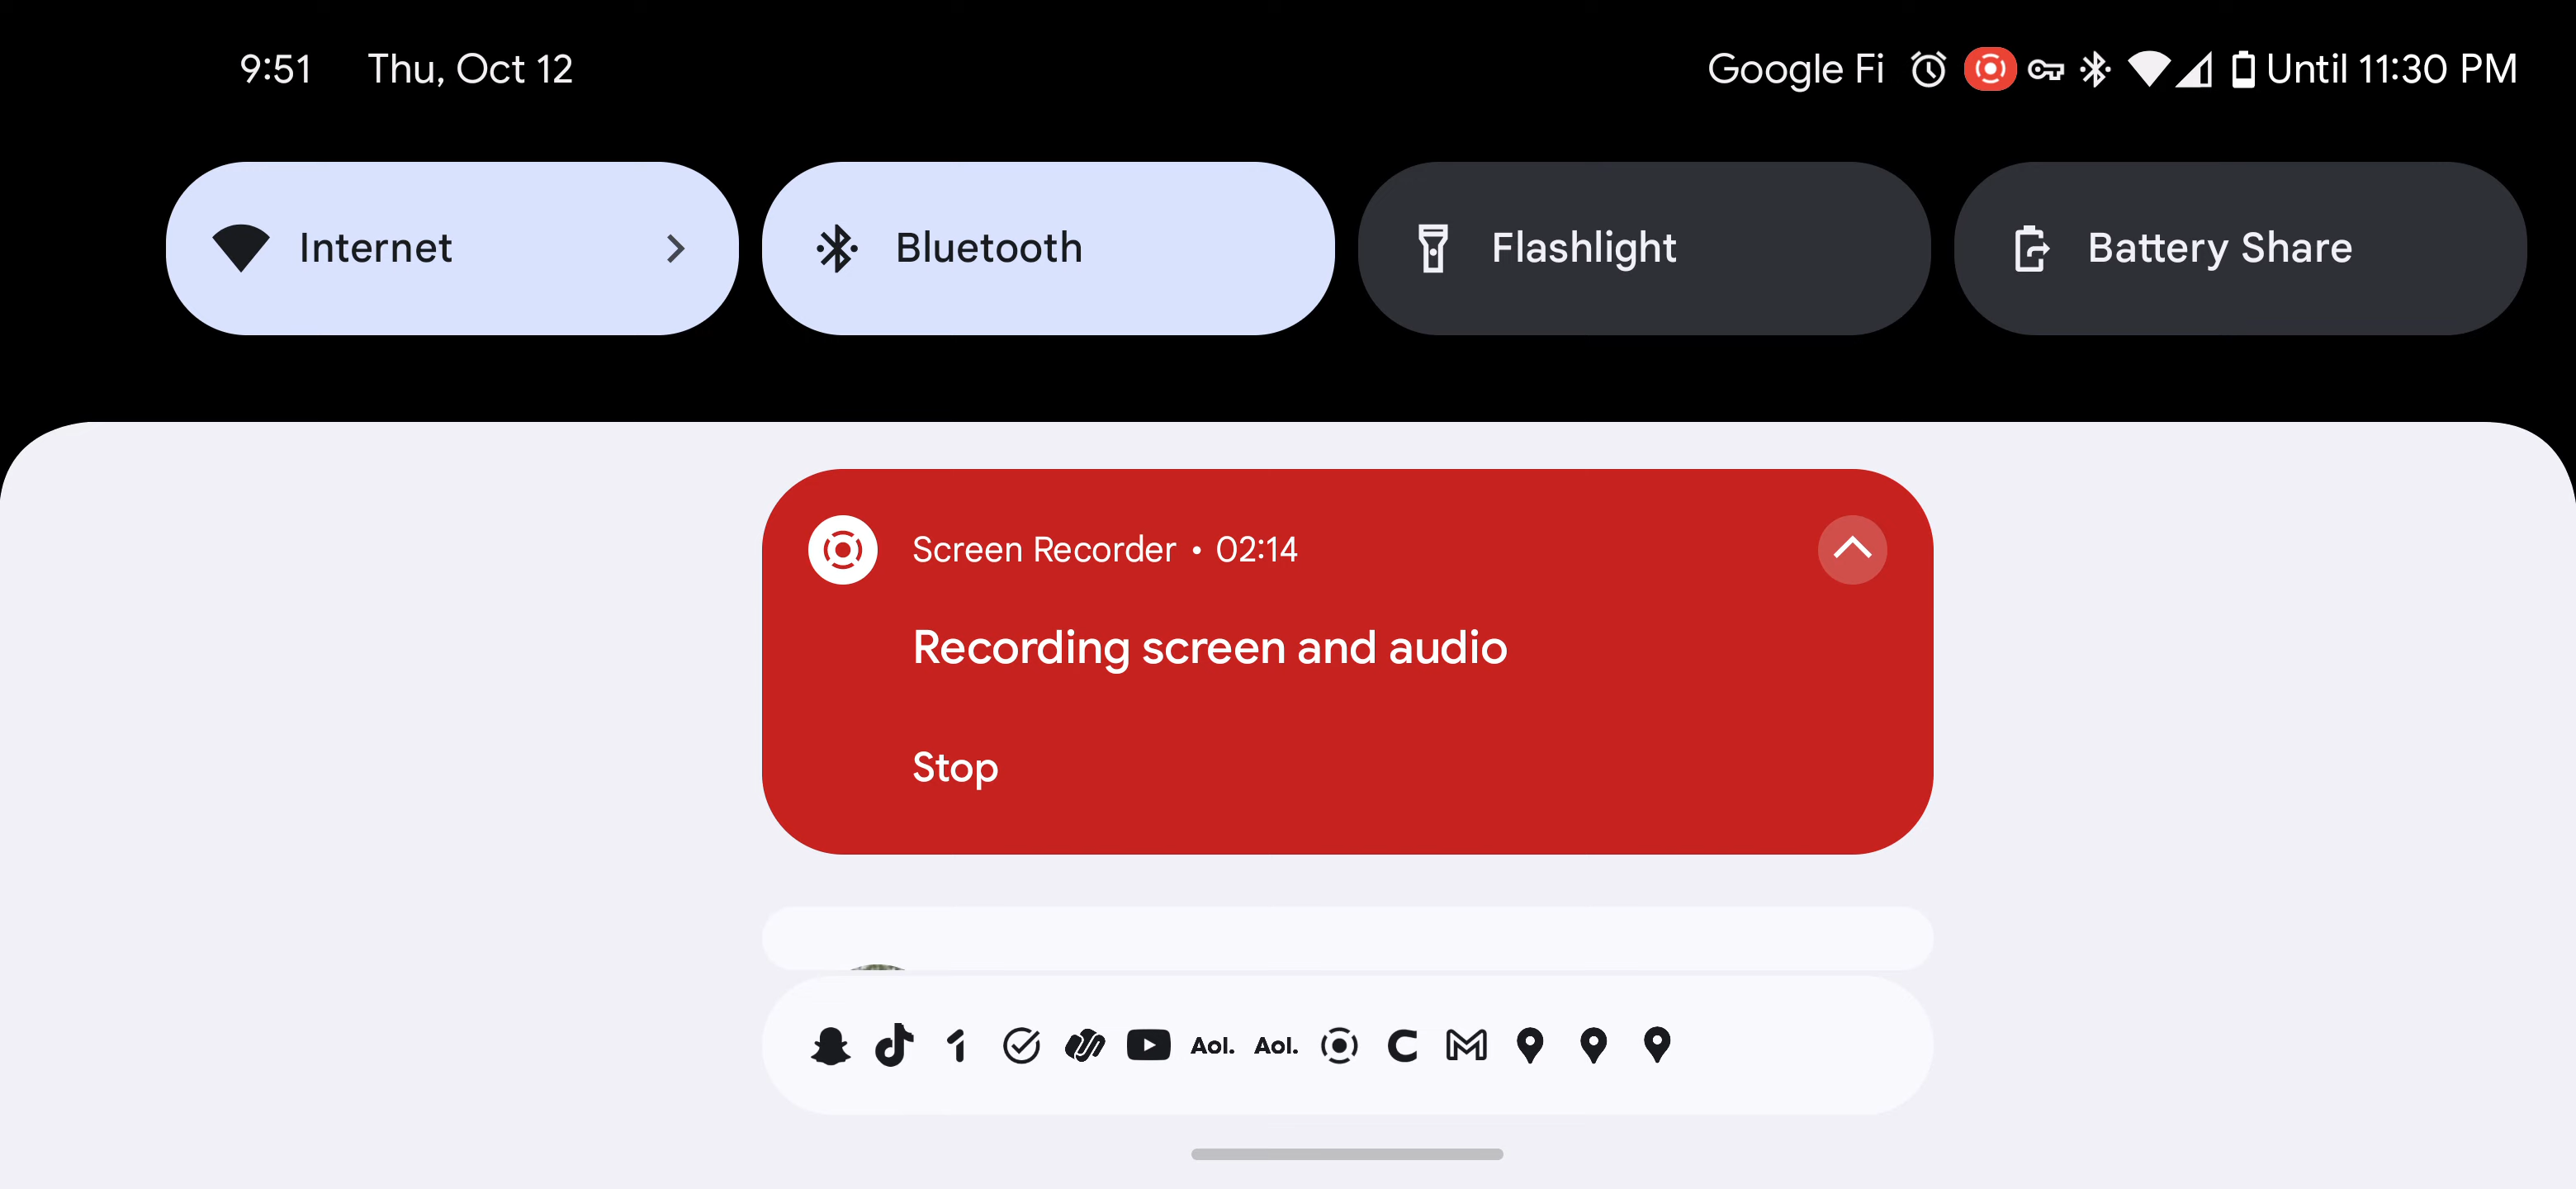 9:51 Thu, Oct 12 Google Fi Until 11:30 PM
Internet Bluetooth Flashlight Battery Share
Screen Recorder • 02:14
Recording screen and audio
Stop
Aol. Aol.